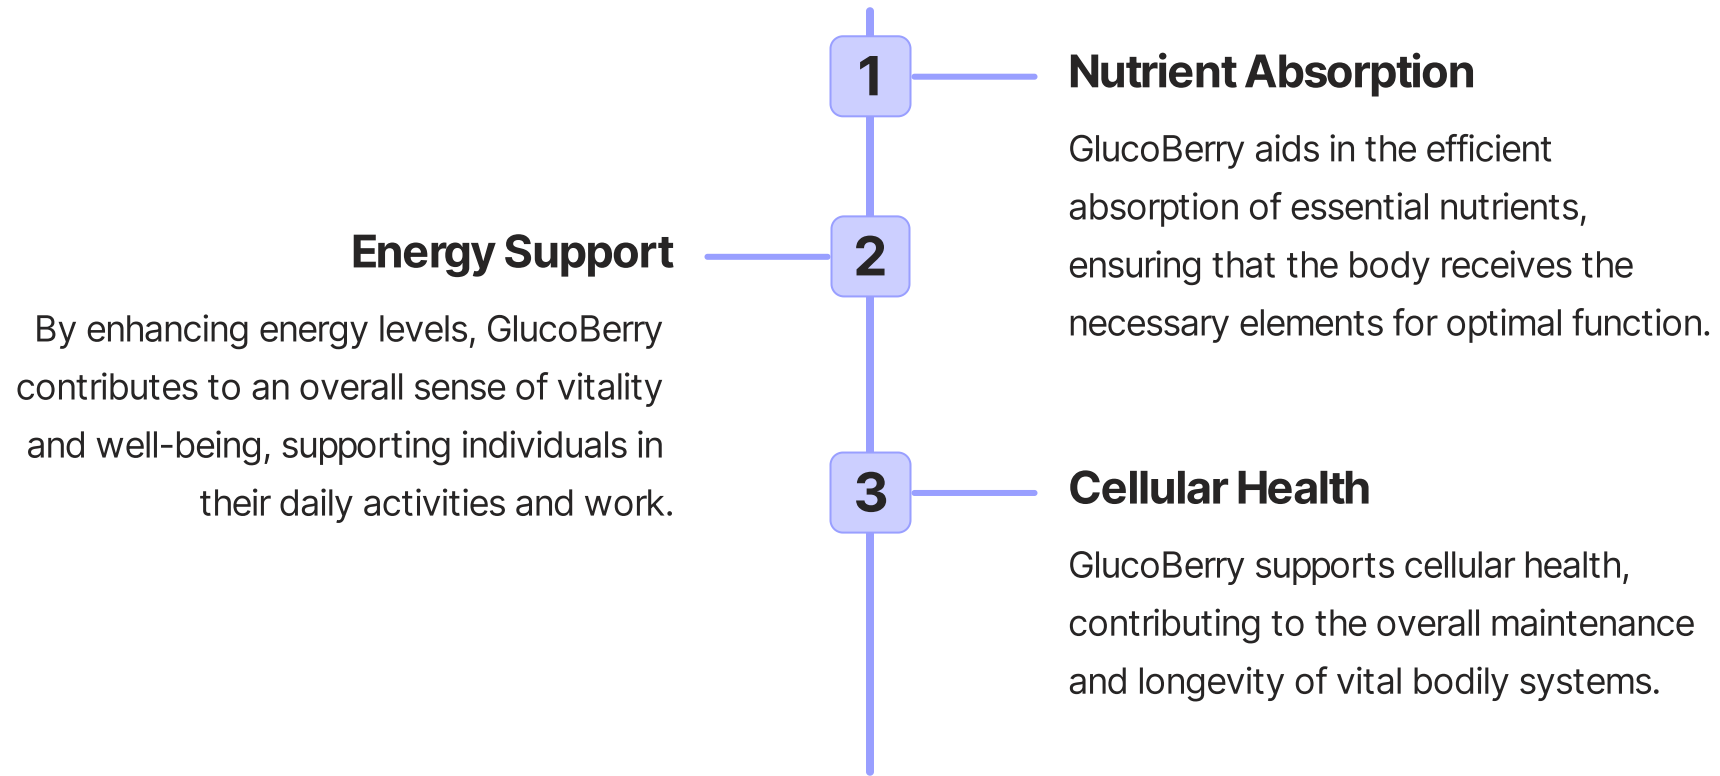 1
Nutrient Absorption
GlucoBerry aids in the efficient
absorption of essential nutrients,
ensuring that the body receives the
necessary elements for optimal function.
2
Energy Support
By enhancing energy levels, GlucoBerry
contributes to an overall sense of vitality
and well-being, supporting individuals in
their daily activities and work.
3
Cellular Health
GlucoBerry supports cellular health,
contributing to the overall maintenance
and longevity of vital bodily systems.